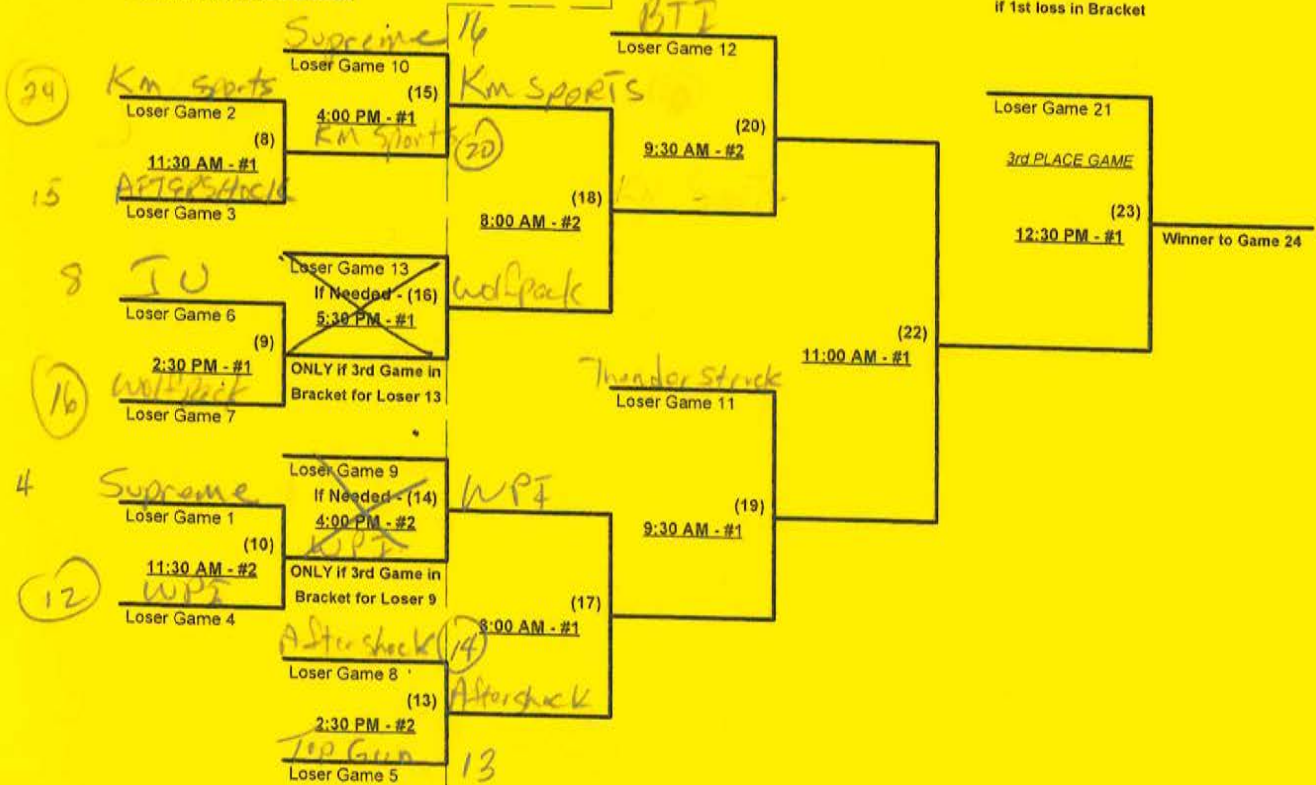 if 1st loss in Bracket
BTI
Loser Game 12
Supreme 16
Loser Game 10
(15)
4:00 PM - #1
KM Sports 20
24 Km sports
Loser Game 2
(8)
11:30 AM - #1
15 AFTERSHOCK
Loser Game 3
Km SPORTS
(18)
8:00 AM - #2
(20)
9:30 AM - #2
Loser Game 21
3rd PLACE GAME
(23)
12:30 PM - #1
Winner to Game 24
8 IU
Loser Game 6
(9)
2:30 PM - #1
16 Wolfpack
Loser Game 7
Loser Game 13
If Needed - (16)
5:30 PM - #1
ONLY if 3rd Game in
Bracket for Loser 13
Wolfpack
(22)
11:00 AM - #1
Thunder Struck
Loser Game 11
(19)
9:30 AM - #1
4 Supreme
Loser Game 1
(10)
11:30 AM - #2
12 WPI
Loser Game 4
Loser Game 9
If Needed - (14)
4:00 PM - #2
WPI
ONLY if 3rd Game in
Bracket for Loser 9
WPI
(17)
8:00 AM - #1
Aftershock 14
Loser Game 8
(13)
2:30 PM - #2
Top Gun
Loser Game 5
13
Aftershock